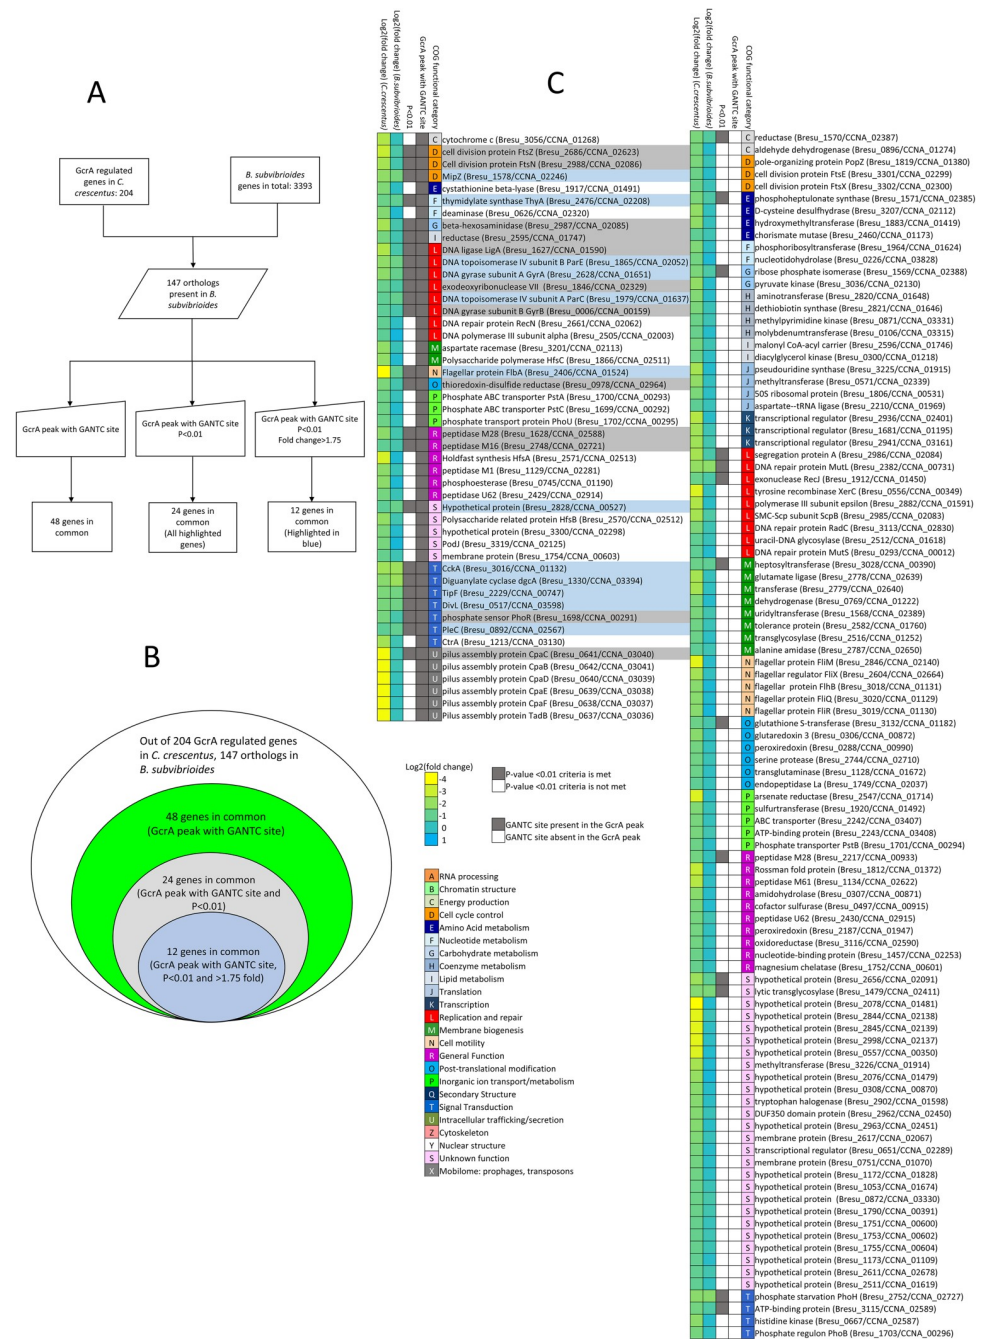 A
GcrA regulated
genes in C.
crescentus: 204
B. subvibrioides
genes in total: 3393
147 orthologs
present in B.
subvibrioides
GcrA peak with GANTC site
GcrA peak with GANTC site
P<0.01
GcrA peak with GANTC site
P<0.01
Fold change>1.75
48 genes in
common
24 genes in
common
(All highlighted
genes)
12 genes in
common
(Highlighted in
blue)
B
Out of 204 GcrA regulated genes
in C. crescentus, 147 orthologs in
B. subvibrioides
48 genes in common
(GcrA peak with GANTC site)
24 genes in common
(GcrA peak with GANTC site and
P<0.01)
12 genes in common
(GcrA peak with GANTC site,
P<0.01 and >1.75 fold)
C
Log2(fold change) (C.crescentus)
Log2(fold change) (B.subvibrioides)
P<0.01
GcrA peak with GANTC site
COG functional category
C cytochrome c (Bresu_3056/CCNA_01268)
D cell division protein FtsZ (Bresu_2686/CCNA_02623)
D Cell division protein FtsN (Bresu_2988/CCNA_02086)
D MipZ (Bresu_1578/CCNA_02246)
E cystathionine beta-lyase (Bresu_1917/CCNA_01491)
F thymidylate synthase ThyA (Bresu_2476/CCNA_02208)
F deaminase (Bresu_0626/CCNA_02320)
G beta-hexosaminidase (Bresu_2987/CCNA_02085)
I reductase (Bresu_2595/CCNA_01747)
L DNA ligase LigA (Bresu_1627/CCNA_01590)
L DNA topoisomerase IV subunit B ParE (Bresu_1865/CCNA_02052)
L DNA gyrase subunit A GyrA (Bresu_2628/CCNA_01651)
L exodeoxyribonuclease VII (Bresu_1846/CCNA_02329)
L DNA topoisomerase IV subunit A ParC (Bresu_1979/CCNA_01637)
L DNA gyrase subunit B GyrB (Bresu_0006/CCNA_00159)
L DNA repair protein RecN (Bresu_2661/CCNA_02062)
L DNA polymerase III subunit alpha (Bresu_2505/CCNA_02003)
M aspartate racemase (Bresu_3201/CCNA_02113)
M Polysaccharide polymerase HfsC (Bresu_1866/CCNA_02511)
N Flagellar protein FlbA (Bresu_2406/CCNA_01524)
O thoredoxin-disulfide reductase (Bresu_0978/CCNA_02964)
P Phosphate ABC transporter PstA (Bresu_1700/CCNA_00293)
P Phosphate ABC transporter PstC (Bresu_1699/CCNA_00292)
P phosphate transport protein PhoU (Bresu_1702/CCNA_00295)
R peptidase M28 (Bresu_1628/CCNA_02588)
R peptidase M16 (Bresu_2748/CCNA_02721)
R Holdfast synthesis HfsA (Bresu_2571/CCNA_02513)
R peptidase M1 (Bresu_1129/CCNA_02281)
R phosphoesterase (Bresu_0745/CCNA_01190)
R peptidase U62 (Bresu_2429/CCNA_02914)
S Hypothetical protein (Bresu_2828/CCNA_00527)
S Polysaccharide related protein HfsB (Bresu_2570/CCNA_02512)
S hypothetical protein (Bresu_3300/CCNA_02298)
S PodJ (Bresu_3319/CCNA_02125)
S membrane protein (Bresu_1754/CCNA_00603)
T CckA (Bresu_3016/CCNA_01132)
T Diguanylate cyclase dgcA (Bresu_1330/CCNA_03394)
T TipF (Bresu_2229/CCNA_00747)
T DivL (Bresu_0517/CCNA_03598)
T phosphate sensor PhoR (Bresu_1698/CCNA_00291)
T PleC (Bresu_0892/CCNA_02567)
T CtrA (Bresu_1213/CCNA_03130)
U pilus assembly protein CpaC (Bresu_0641/CCNA_03040)
U pilus assembly protein CpaB (Bresu_0642/CCNA_03041)
U pilus assembly protein CpaD (Bresu_0640/CCNA_03039)
U pilus assembly protein CpaE (Bresu_0639/CCNA_03038)
U pilus assembly protein CpaF (Bresu_0638/CCNA_03037)
U Pilus assembly protein TadB (Bresu_0637/CCNA_03036)
Log2(fold change)
-4
-3
-2
-1
0
1
P-value <0.01 criteria is met
P-value <0.01 criteria is not met
GANTC site present in the GcrA peak
GANTC site absent in the GcrA peak
A RNA processing
B Chromatin structure
C Energy production
D Cell cycle control
E Amino Acid metabolism
F Nucleotide metabolism
G Carbohydrate metabolism
H Coenzyme metabolism
I Lipid metabolism
J Translation
K Transcription
L Replication and repair
M Membrane biogenesis
N Cell motility
R General Function
O Post-translational modification
P Inorganic ion transport/metabolism
Q Secondary Structure
T Signal Transduction
U Intracellular trafficking/secretion
Z Cytoskeleton
Y Nuclear structure
S Unknown function
X Mobilome: prophages, transposons
Log2(fold change) (C.crescentus)
Log2(fold change) (B.subvibrioides)
P<0.01
GcrA peak with GANTC site
COG functional category
C reductase (Bresu_1570/CCNA_02387)
C aldehyde dehydrogenase (Bresu_0896/CCNA_01274)
D pole-organizing protein PopZ (Bresu_1819/CCNA_01380)
D cell division protein FtsE (Bresu_3301/CCNA_02299)
D cell division protein FtsX (Bresu_3302/CCNA_02300)
E phosphoheptulonate synthase (Bresu_1571/CCNA_02385)
E D-cysteine desulfhydrase (Bresu_3207/CCNA_02112)
E hydroxymethyltransferase (Bresu_1883/CCNA_01419)
E chorismate mutase (Bresu_2460/CCNA_01173)
F phosphoribosyltransferase (Bresu_1964/CCNA_01624)
F nucleotidohydrolase (Bresu_0226/CCNA_03828)
G ribose phosphate isomerase (Bresu_1569/CCNA_02388)
G pyruvate kinase (Bresu_3036/CCNA_02130)
H aminotransferase (Bresu_2820/CCNA_01648)
H dethiobiotin synthase (Bresu_2821/CCNA_01646)
H methylpyrimidine kinase (Bresu_0871/CCNA_03331)
H molybdenumtransferase (Bresu_0106/CCNA_03315)
I malonyl CoA-acyl carrier (Bresu_2596/CCNA_01746)
I diacylglycerol kinase (Bresu_0300/CCNA_01218)
J pseudouridine synthase (Bresu_3225/CCNA_01915)
J methyltransferase (Bresu_0571/CCNA_02339)
J 50S ribosomal protein (Bresu_1806/CCNA_00531)
J aspartate--tRNA ligase (Bresu_2210/CCNA_01969)
K transcriptional regulator (Bresu_2936/CCNA_02401)
K transcriptional regulator (Bresu_1681/CCNA_01195)
K transcriptional regulator (Bresu_2941/CCNA_03161)
L segregation protein A (Bresu_2986/CCNA_02084)
L DNA repair protein MutL (Bresu_2382/CCNA_00731)
L exonuclease RecJ (Bresu_1912/CCNA_01450)
L tyrosine recombinase XerC (Bresu_0556/CCNA_00349)
L polymerase III subunit epsilon (Bresu_2882/CCNA_01591)
L SMC-Scp subunit ScpB (Bresu_2985/CCNA_02083)
L DNA repair protein RadC (Bresu_3113/CCNA_02830)
L uracil-DNA glycosylase (Bresu_2512/CCNA_01618)
L DNA repair protein MutS (Bresu_0293/CCNA_00012)
M heptosyltransferase (Bresu_3028/CCNA_00390)
M glutamate ligase (Bresu_2778/CCNA_02639)
M transferase (Bresu_2779/CCNA_02640)
M dehydrogenase (Bresu_0769/CCNA_01222)
M uridyltransferase (Bresu_1568/CCNA_02389)
M tolerance protein (Bresu_2582/CCNA_01760)
M transglycosylase (Bresu_2516/CCNA_01252)
M alanine amidase (Bresu_2787/CCNA_02650)
N flagellar protein FliM (Bresu_2846/CCNA_02140)
N flagellar regulator FliX (Bresu_2604/CCNA_02664)
N flagellar protein FlhB (Bresu_3018/CCNA_01131)
N flagellar protein FliQ (Bresu_3020/CCNA_01129)
N flagellar protein FliR (Bresu_3019/CCNA_01130)
O glutathione S-transferase (Bresu_3132/CCNA_01182)
O glutaredoxin 3 (Bresu_0306/CCNA_00872)
O peroxiredoxin (Bresu_0288/CCNA_00990)
O serine protease (Bresu_2744/CCNA_02710)
O transglutaminase (Bresu_1128/CCNA_01672)
O endopeptidase La (Bresu_1749/CCNA_02037)
P arsenate reductase (Bresu_2547/CCNA_01714)
P sulfurtransferase (Bresu_1920/CCNA_01492)
P ABC transporter (Bresu_2242/CCNA_03407)
P ATP-binding protein (Bresu_2243/CCNA_03408)
P Phosphate transporter PstB (Bresu_1701/CCNA_00294)
R peptidase M28 (Bresu_2217/CCNA_00933)
R Rossman fold protein (Bresu_1812/CCNA_01372)
R peptidase M61 (Bresu_1134/CCNA_02622)
R amidohydrolase (Bresu_0307/CCNA_00871)
R cofactor sulfurase (Bresu_0497/CCNA_00915)
R peptidase U62 (Bresu_2430/CCNA_02915)
R peroxiredoxin (Bresu_2187/CCNA_01947)
R oxidoreductase (Bresu_3116/CCNA_02590)
R nucleotide-binding protein (Bresu_1457/CCNA_02253)
R magnesium chelatase (Bresu_1752/CCNA_00601)
S hypothetical protein (Bresu_2656/CCNA_02091)
S lytic transglycosylase (Bresu_1479/CCNA_02411)
S hypothetical protein (Bresu_2078/CCNA_01481)
S hypothetical protein (Bresu_2844/CCNA_02138)
S hypothetical protein (Bresu_2845/CCNA_02139)
S hypothetical protein (Bresu_2998/CCNA_02137)
S hypothetical protein (Bresu_0557/CCNA_00350)
S methyltransferase (Bresu_3226/CCNA_01914)
S hypothetical protein (Bresu_2076/CCNA_01479)
S hypothetical protein (Bresu_0308/CCNA_00870)
S tryptophan halogenase (Bresu_2902/CCNA_01598)
S DUF350 domain protein (Bresu_2962/CCNA_02450)
S hypothetical protein (Bresu_2963/CCNA_02451)
S membrane protein (Bresu_2617/CCNA_02067)
S transcriptional regulator (Bresu_0651/CCNA_02289)
S membrane protein (Bresu_0751/CCNA_01070)
S hypothetical protein (Bresu_1172/CCNA_01828)
S hypothetical protein (Bresu_1053/CCNA_01674)
S hypothetical protein (Bresu_0872/CCNA_03330)
S hypothetical protein (Bresu_1790/CCNA_00391)
S hypothetical protein (Bresu_1751/CCNA_00600)
S hypothetical protein (Bresu_1753/CCNA_00602)
S hypothetical protein (Bresu_1755/CCNA_00604)
S hypothetical protein (Bresu_1173/CCNA_01109)
S hypothetical protein (Bresu_2611/CCNA_02678)
S hypothetical protein (Bresu_2511/CCNA_01619)
T phosphate starvation PhoH (Bresu_2752/CCNA_02727)
T ATP-binding protein (Bresu_3115/CCNA_02589)
T histidine kinase (Bresu_0667/CCNA_02587)
T Phosphate regulon PhoB (Bresu_1703/CCNA_00296)